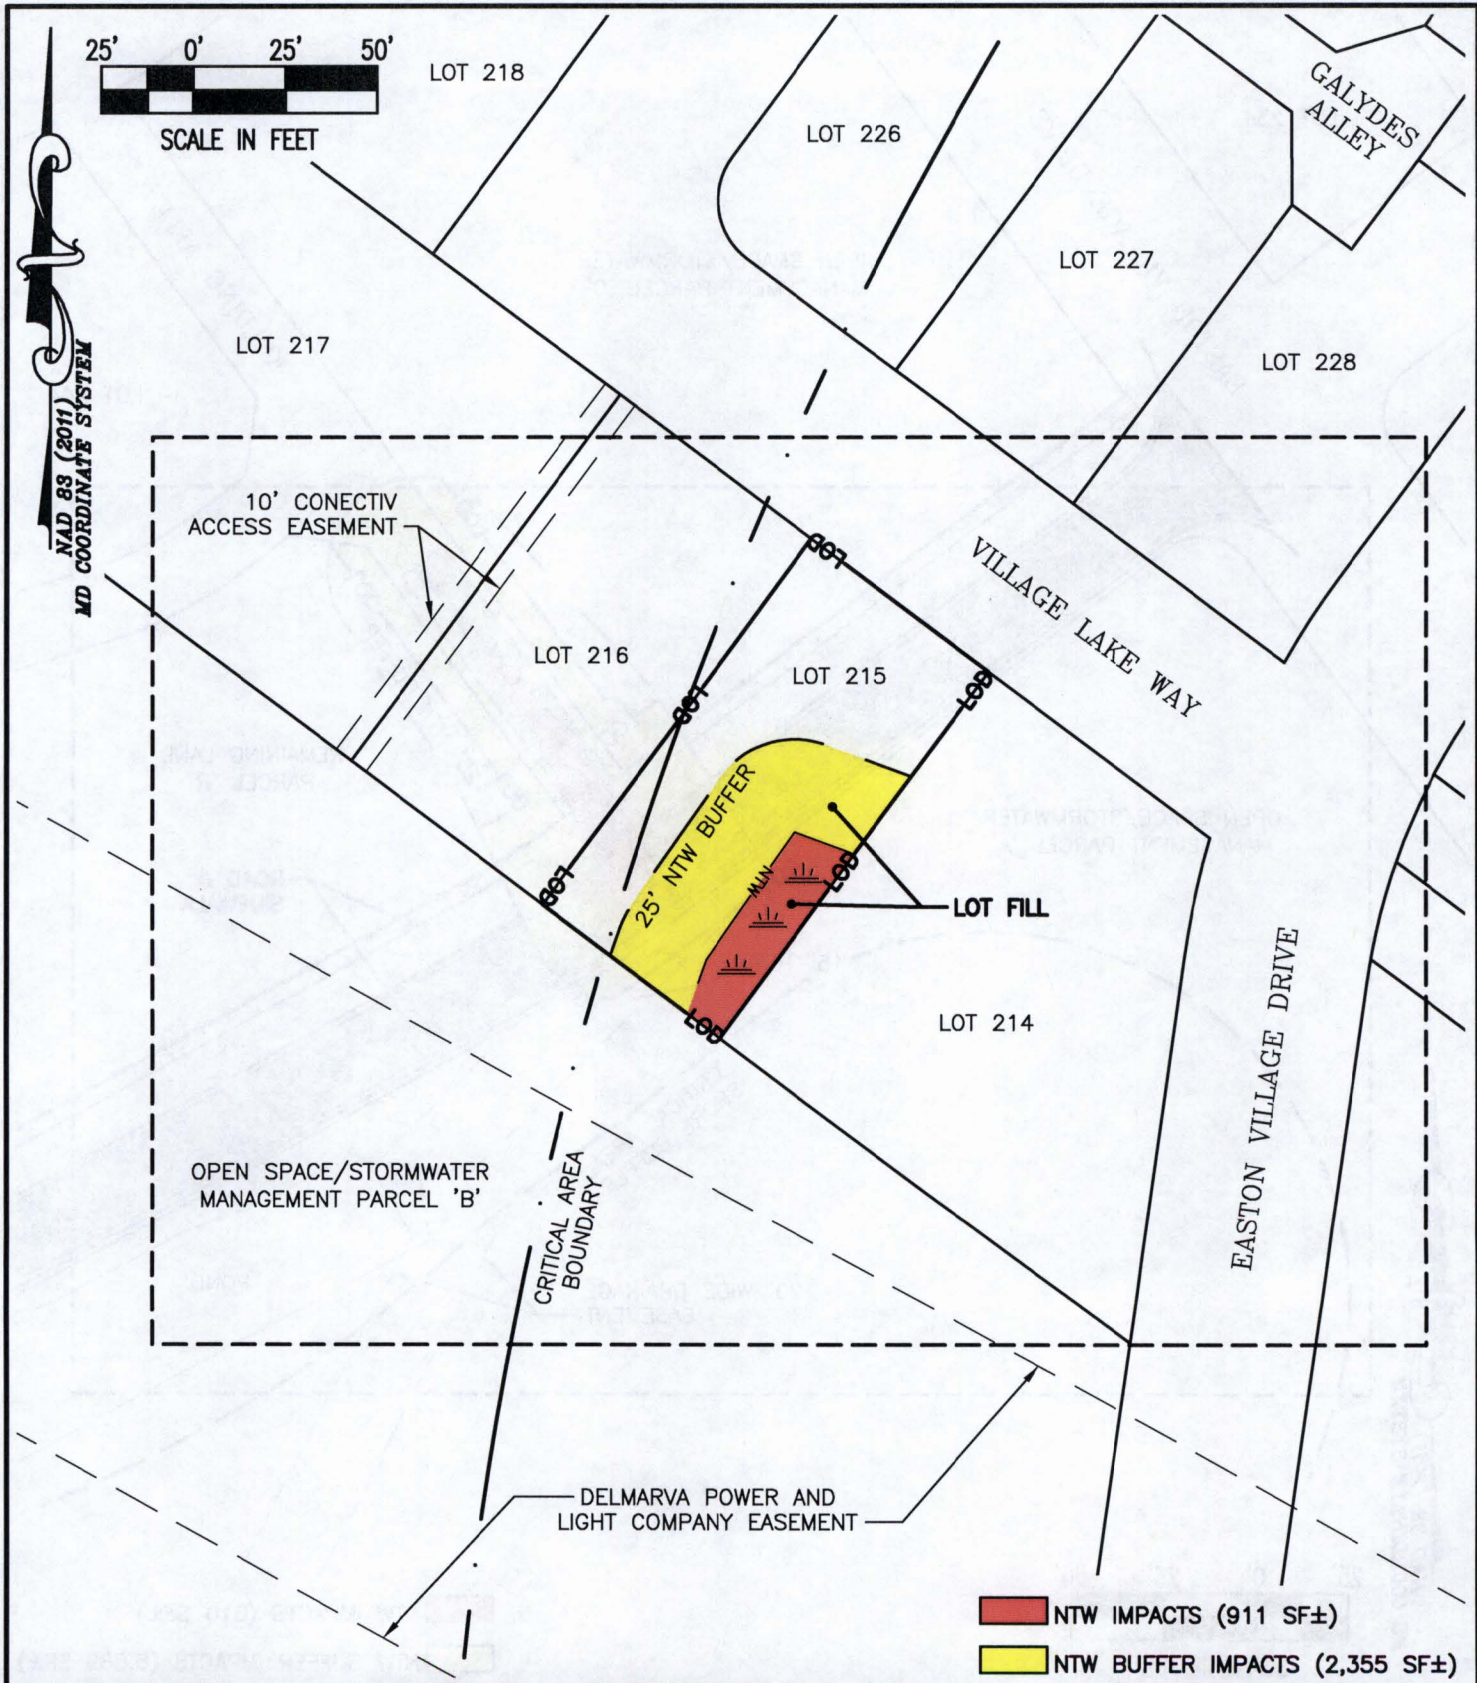 25' 0' 25' 50'
SCALE IN FEET
NAD 83 (2011)
MD COORDINATE SYSTEM
LOT 218
LOT 226
GALYDES
ALLEY
LOT 227
LOT 217
LOT 228
10' CONECTIV
ACCESS EASEMENT
LOD
VILLAGE LAKE WAY
LOT 216
LOT 215
LOD
LOD
25' NTW BUFFER
NTW
LOD
LOD
LOT FILL
LOD
LOT 214
EASTON VILLAGE DRIVE
OPEN SPACE/STORMWATER
MANAGEMENT PARCEL 'B'
CRITICAL AREA
BOUNDARY
DELMARVA POWER AND
LIGHT COMPANY EASEMENT
NTW IMPACTS (911 SF±)
NTW BUFFER IMPACTS (2,355 SF±)